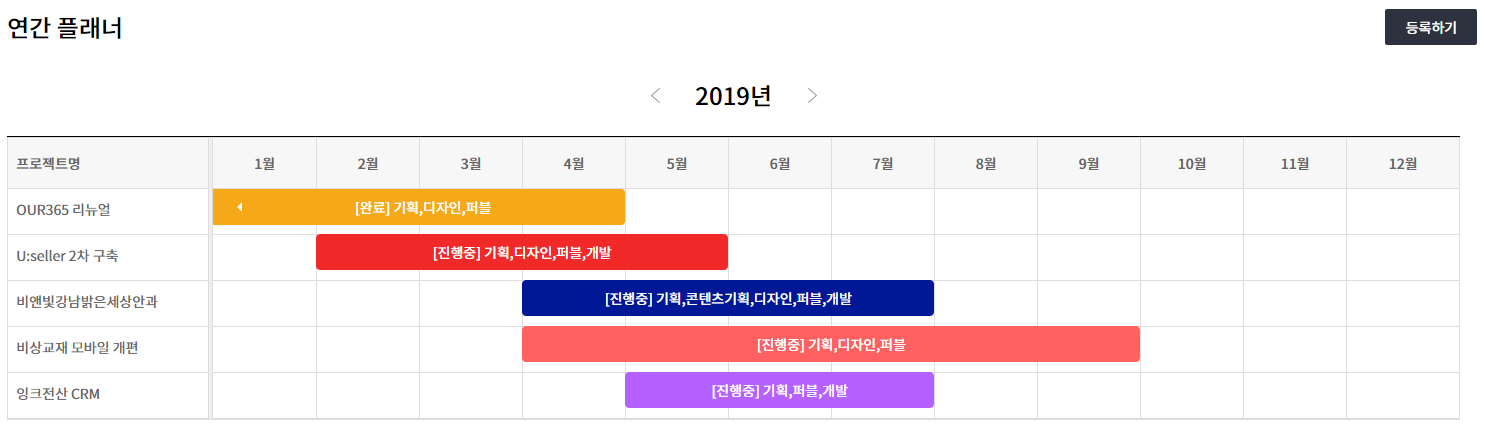 연간 플래너
등록하기
2019년
프로젝트명 1월 2월 3월 4월 5월 6월 7월 8월 9월 10월 11월 12월
OUR365 리뉴얼 [완료] 기획,디자인,퍼블
U:seller 2차 구축 [진행중] 기획,디자인,퍼블,개발
비앤빛강남밝은세상안과 [진행중] 기획,콘텐츠기획,디자인,퍼블,개발
비상교재 모바일 개편 [진행중] 기획,디자인,퍼블
잉크전산 CRM [진행중] 기획,퍼블,개발